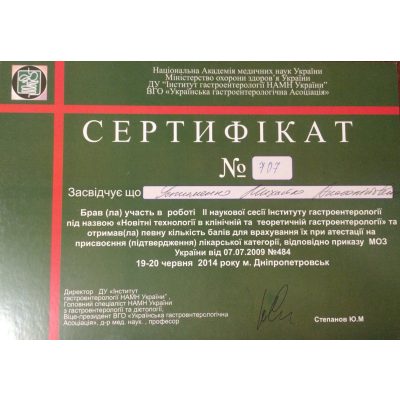 Національна Академія медичних наук України
Міністерство охорони здоров'я України
ДУ "Інститут гастроентерології НАМН України"
ВГО «Українська гастроентерологічна Асоціація»
СЕРТИФІКАТ
№ 707
Засвідчує що Михайло
Брав (ла) участь в роботі II наукової сесії Інституту гастроентерології
під назвою «Новітні технології в клінічній та теоретичній гастроентерології» та
отримав(ла) певну кількість балів для врахування їх при атестації на
присвоєння (підтвердження) лікарської категорії, відповідно приказу МОЗ
України від 07.07.2009 №484
19-20 червня 2014 року м. Дніпропетровськ
Директор ДУ «Інститут
гастроентерології НАМН України",
Головний спеціаліст НАМН України
з гастроентерології та дієтології,
Віце-президент ВГО «Українська гастроентерологічна
Асоціація», д-р мед. наук, професор
Степанов Ю.М